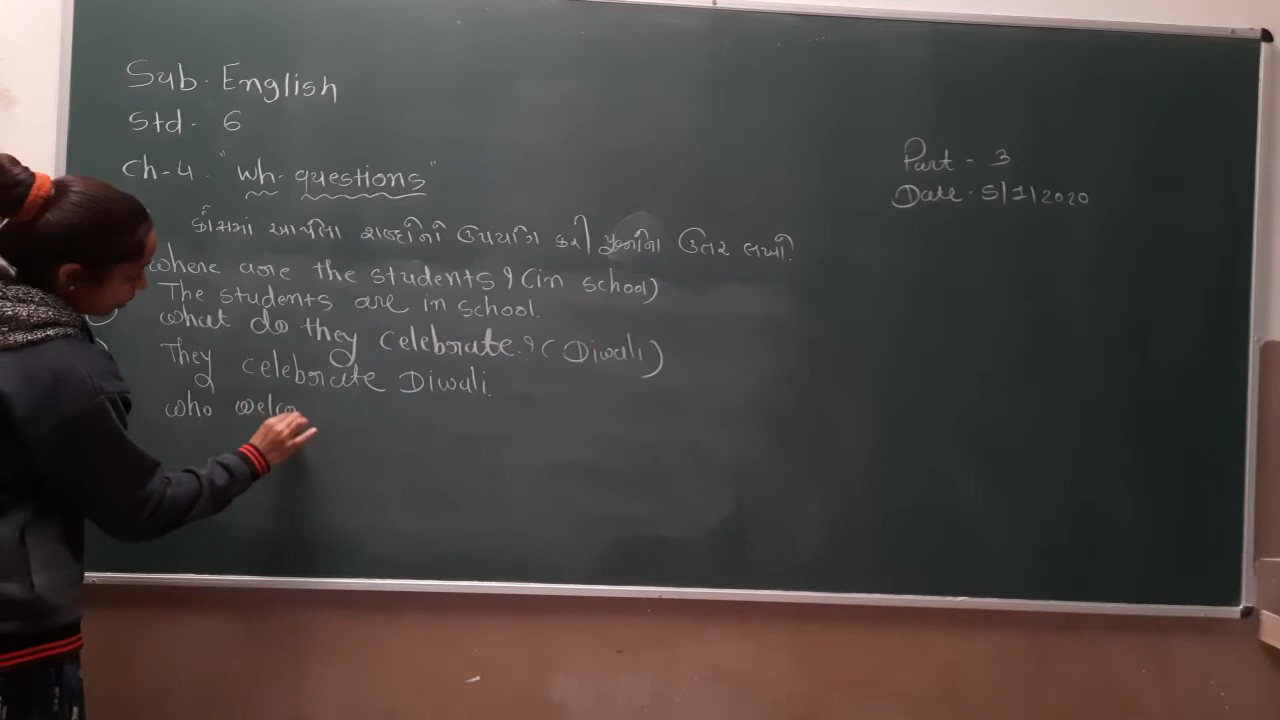 Sub. English
Std- 6
Ch-4. "Wh- questions"
Part - 3
Date. 5/1/2020
કૌંસમાં આપેલા શબ્દોનો ઉપયોગ કરી પ્રશ્નોના ઉત્તર લખો.
Where are the students? (in school)
The students are in school.
What do they celebrate? (Diwali)
They celebrate Diwali.
who welco